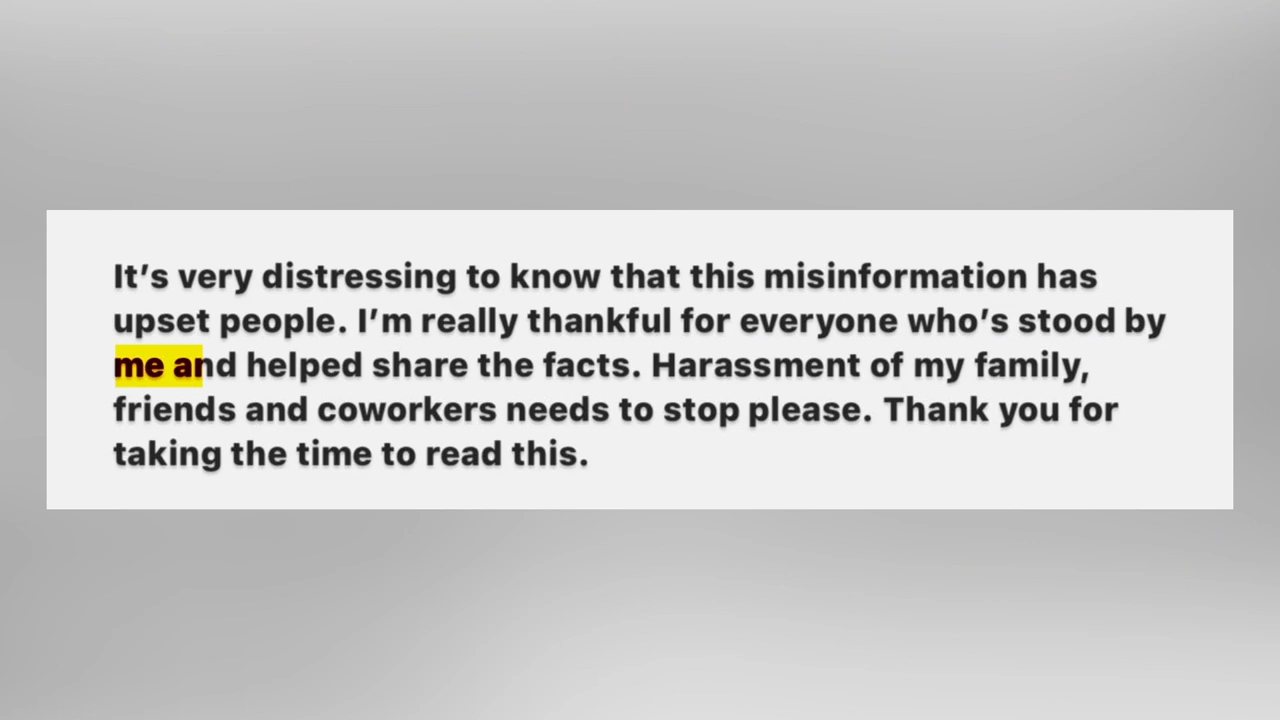 It’s very distressing to know that this misinformation has
upset people. I’m really thankful for everyone who’s stood by
me and helped share the facts. Harassment of my family,
friends and coworkers needs to stop please. Thank you for
taking the time to read this.